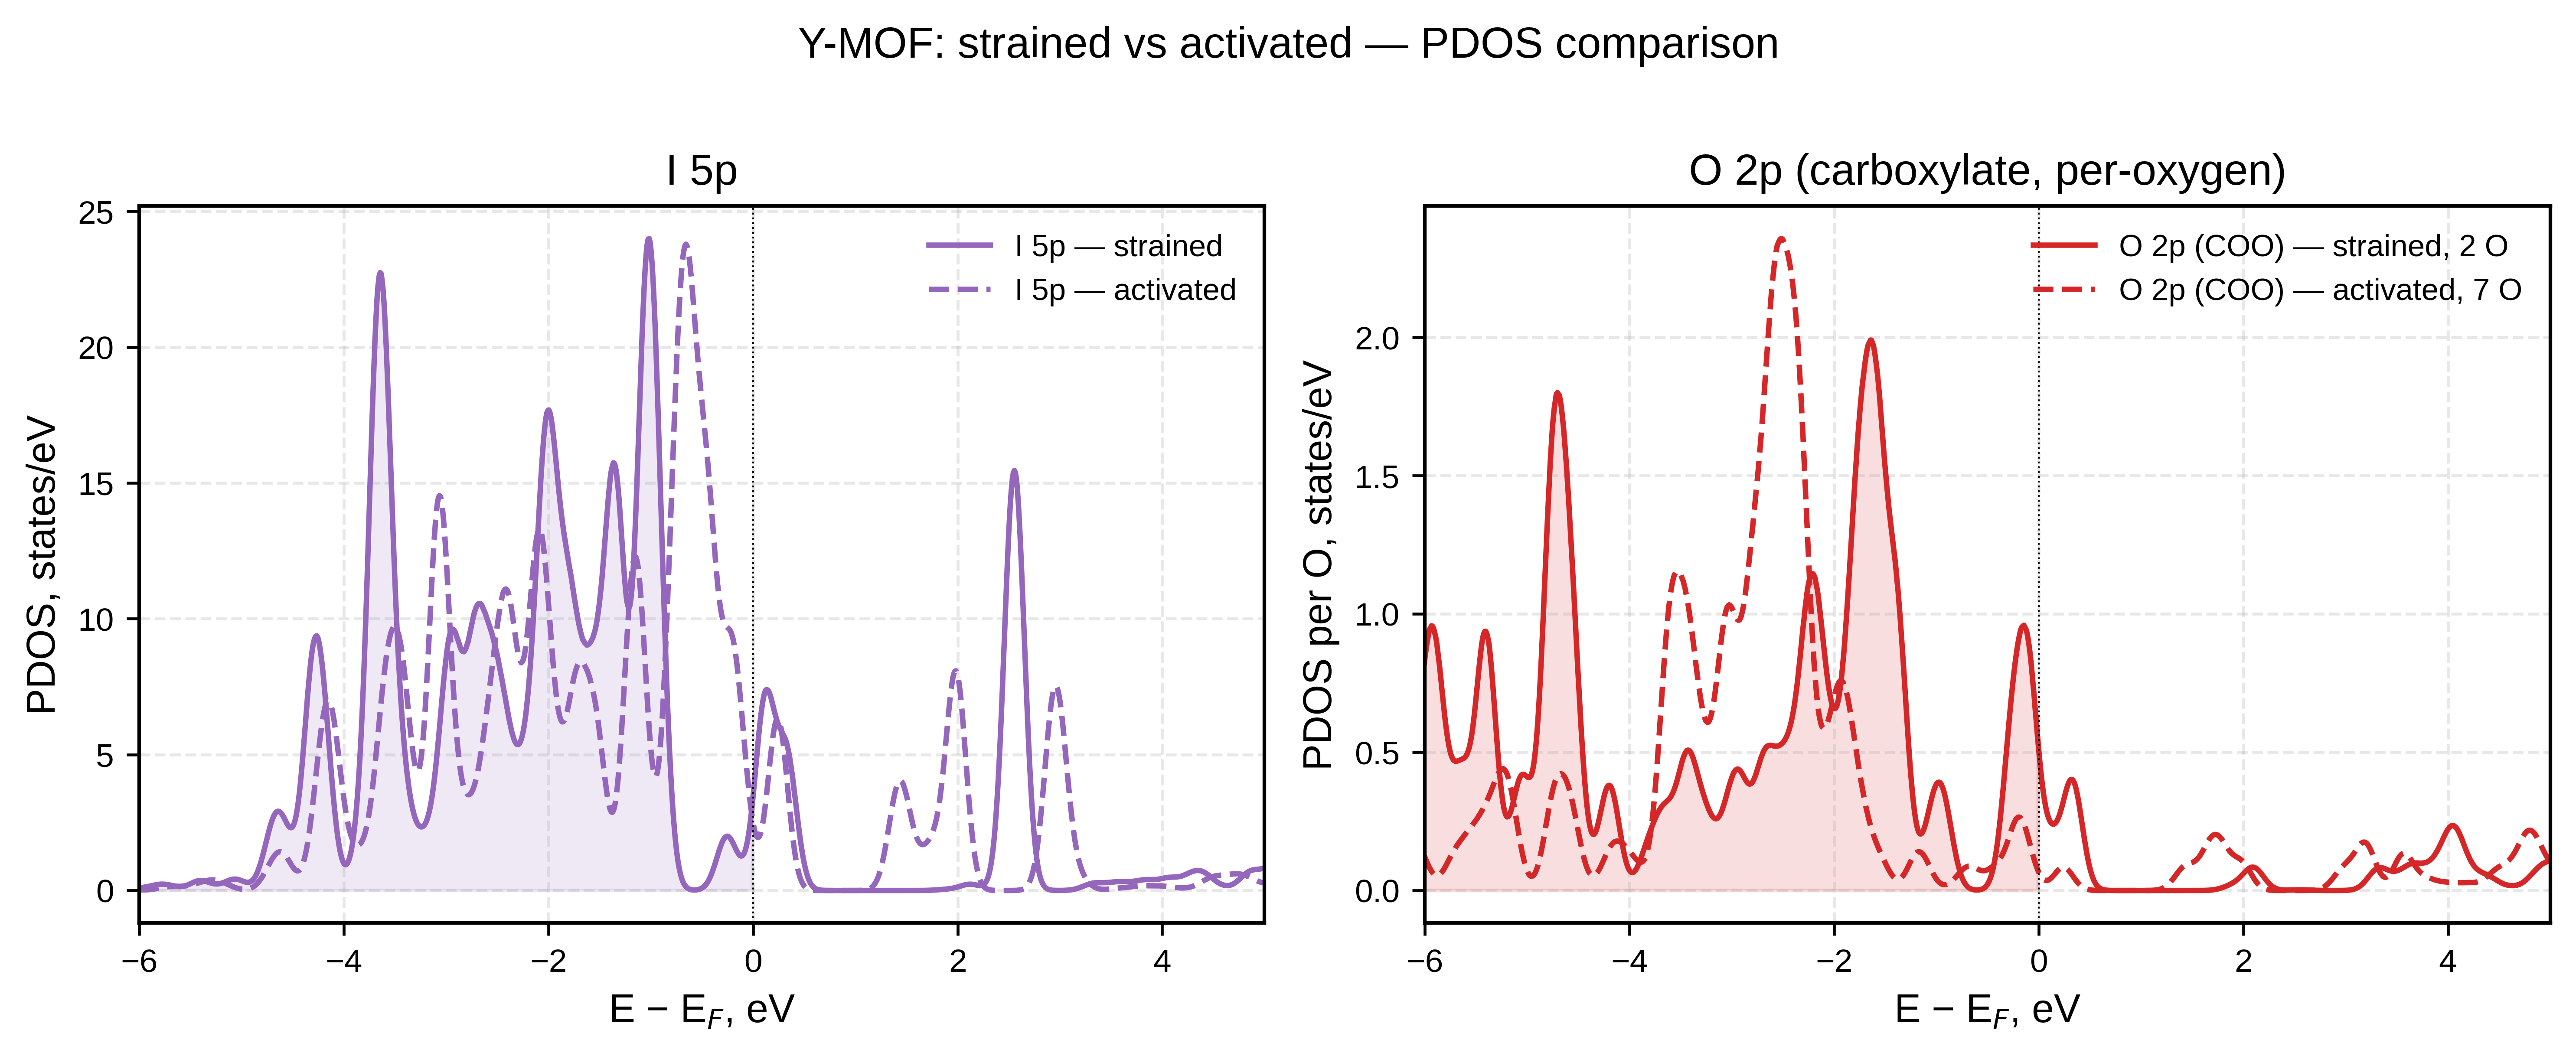 Y-MOF: strained vs activated — PDOS comparison
I 5p
25
20
15
10
5
0
PDOS, states/eV
I 5p — strained
I 5p — activated
−6 −4 −2 0 2 4
E − E_F, eV
O 2p (carboxylate, per-oxygen)
2.0
1.5
1.0
0.5
0.0
PDOS per O, states/eV
O 2p (COO) — strained, 2 O
O 2p (COO) — activated, 7 O
−6 −4 −2 0 2 4
E − E_F, eV